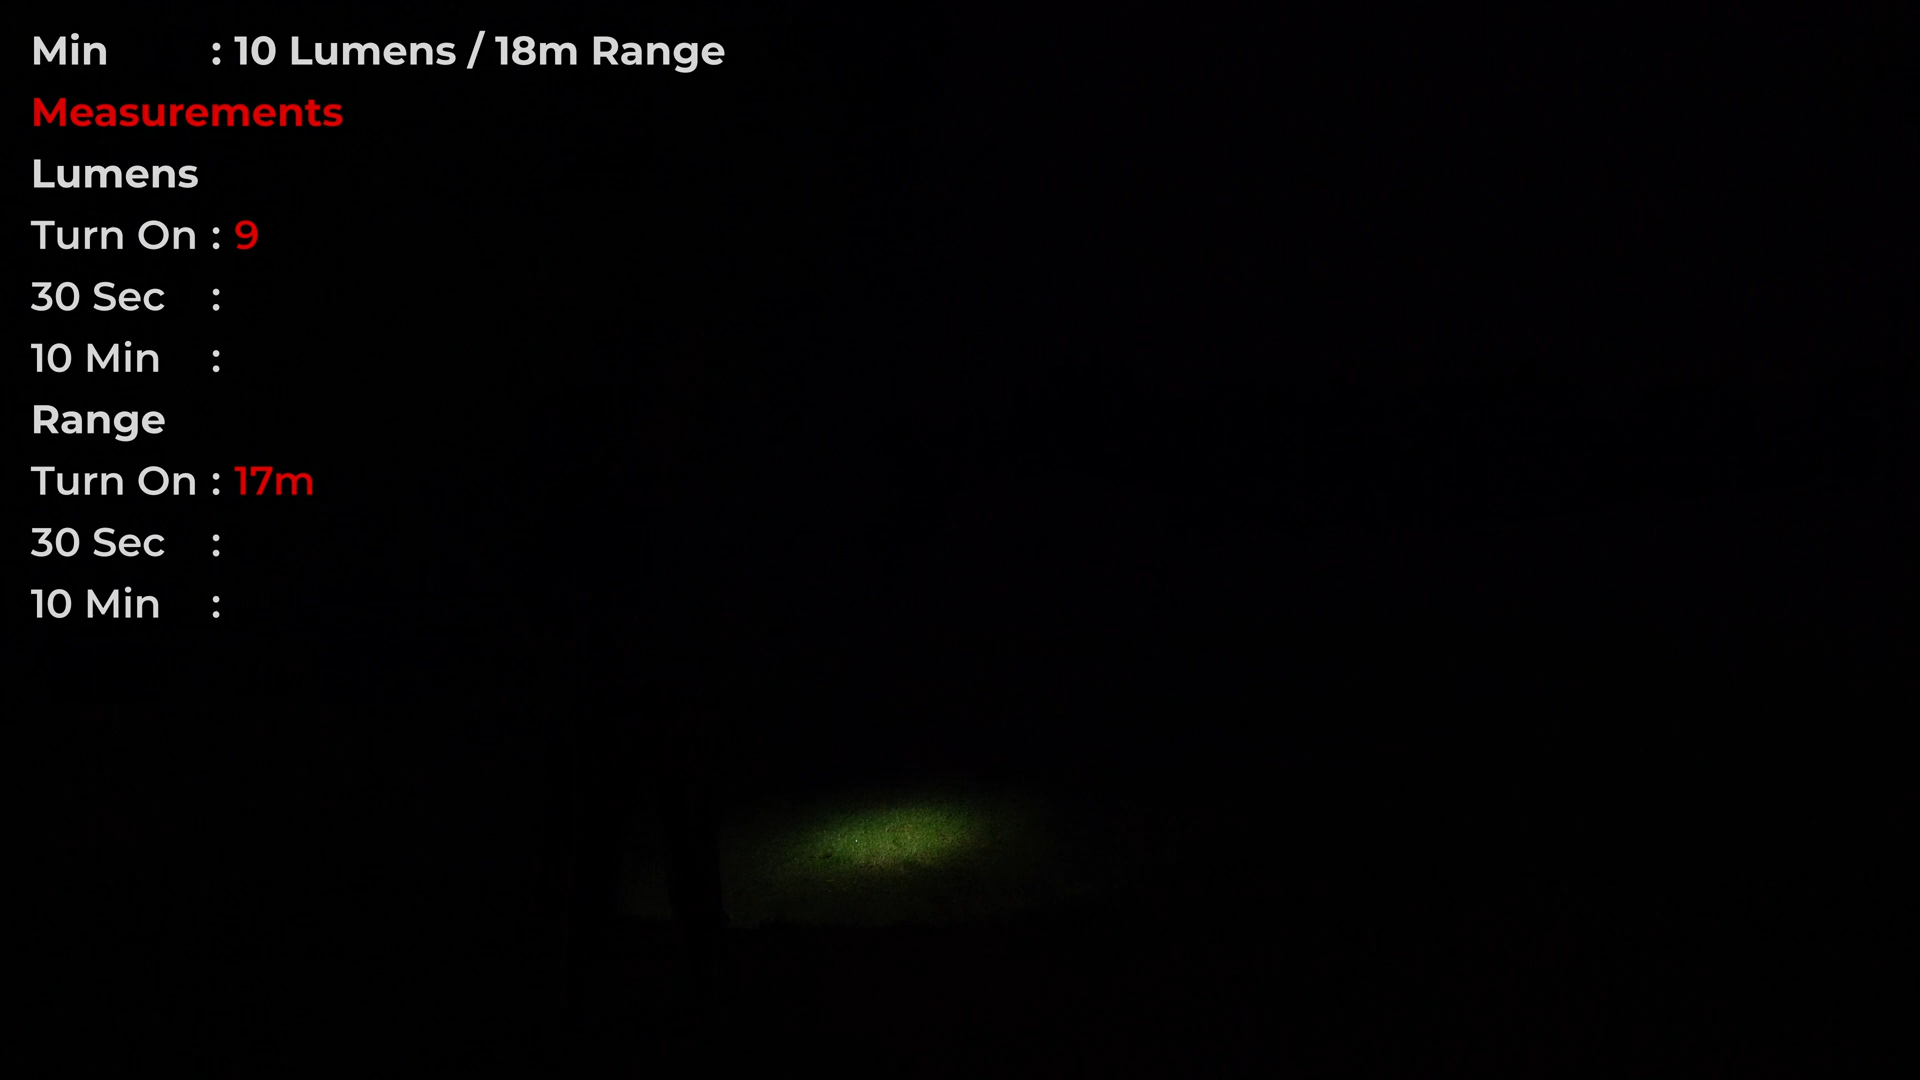 Min : 10 Lumens / 18m Range
Measurements
Lumens
Turn On : 9
30 Sec :
10 Min :
Range
Turn On : 17m
30 Sec :
10 Min :